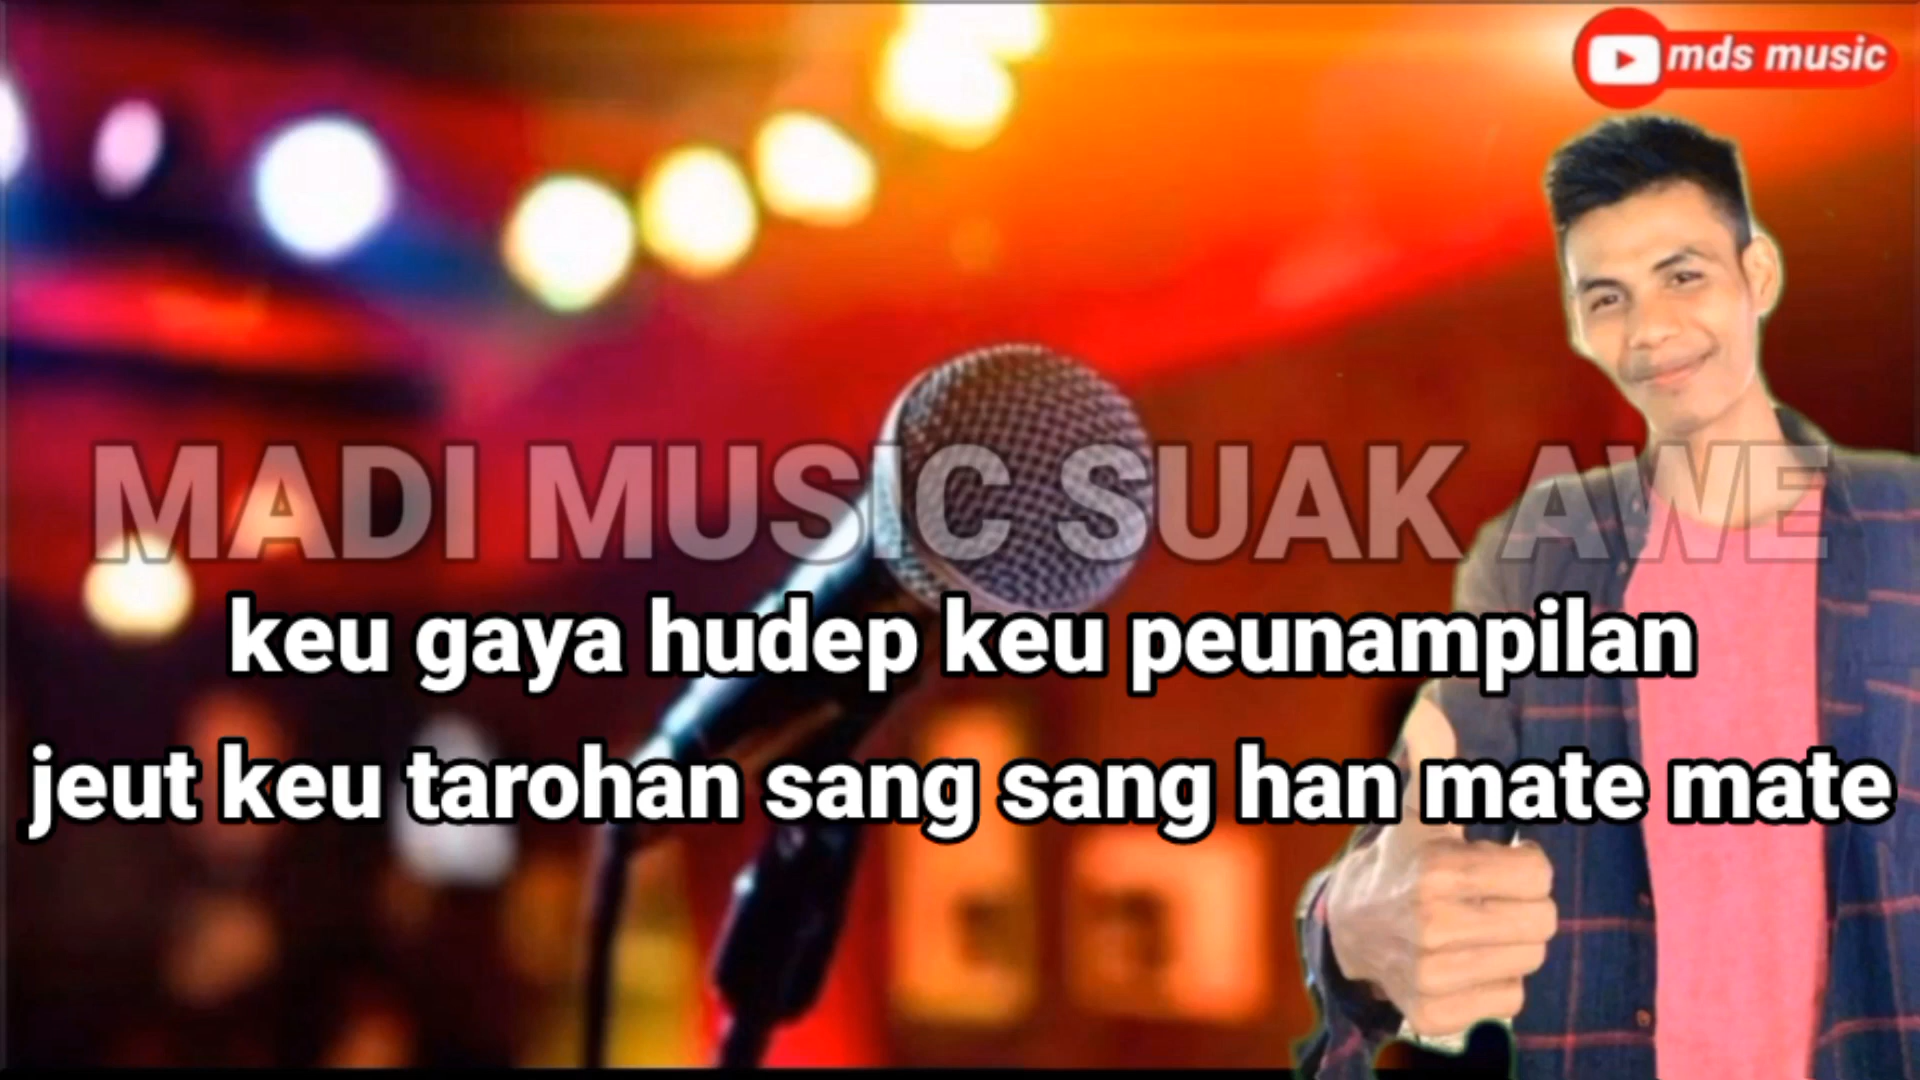 mds music
MADI MUSIC SUAK AWE
keu gaya hudep keu peunampilan
jeut keu tarohan sang sang han mate mate